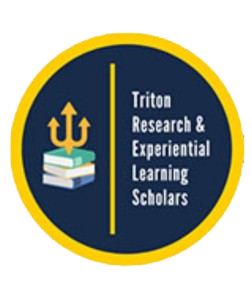 Triton
Research &
Experiential
Learning
Scholars